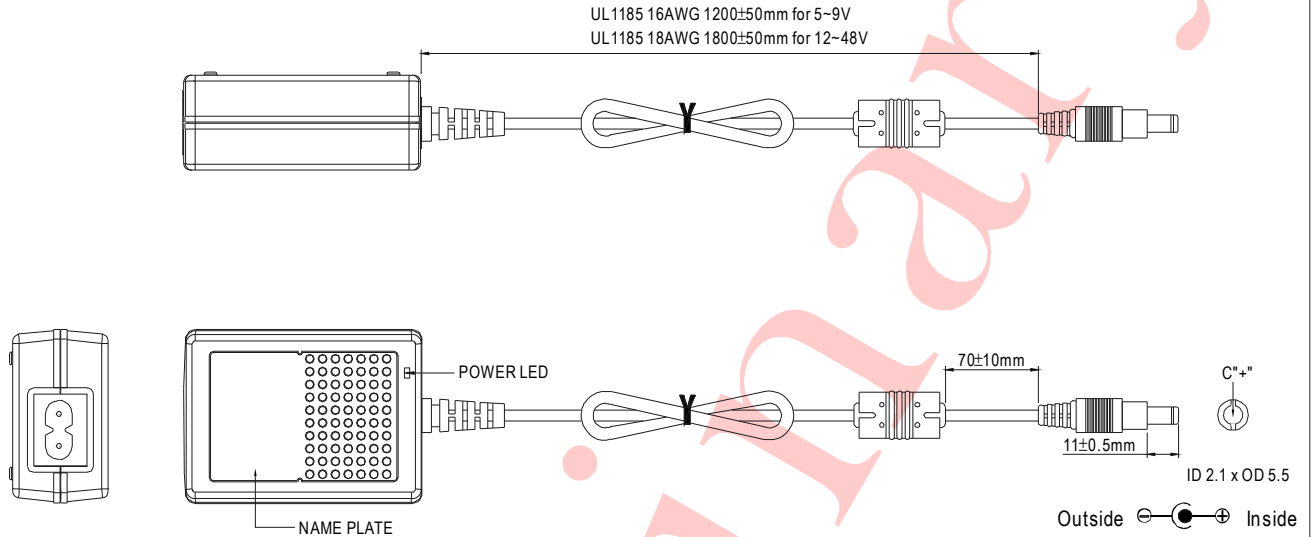 UL1185 16AWG 1200±50mm for 5~9V
UL1185 18AWG 1800±50mm for 12~48V
POWER LED
70±10mm
C"+"
11±0.5mm
ID 2.1 x OD 5.5
NAME PLATE
Outside - + Inside